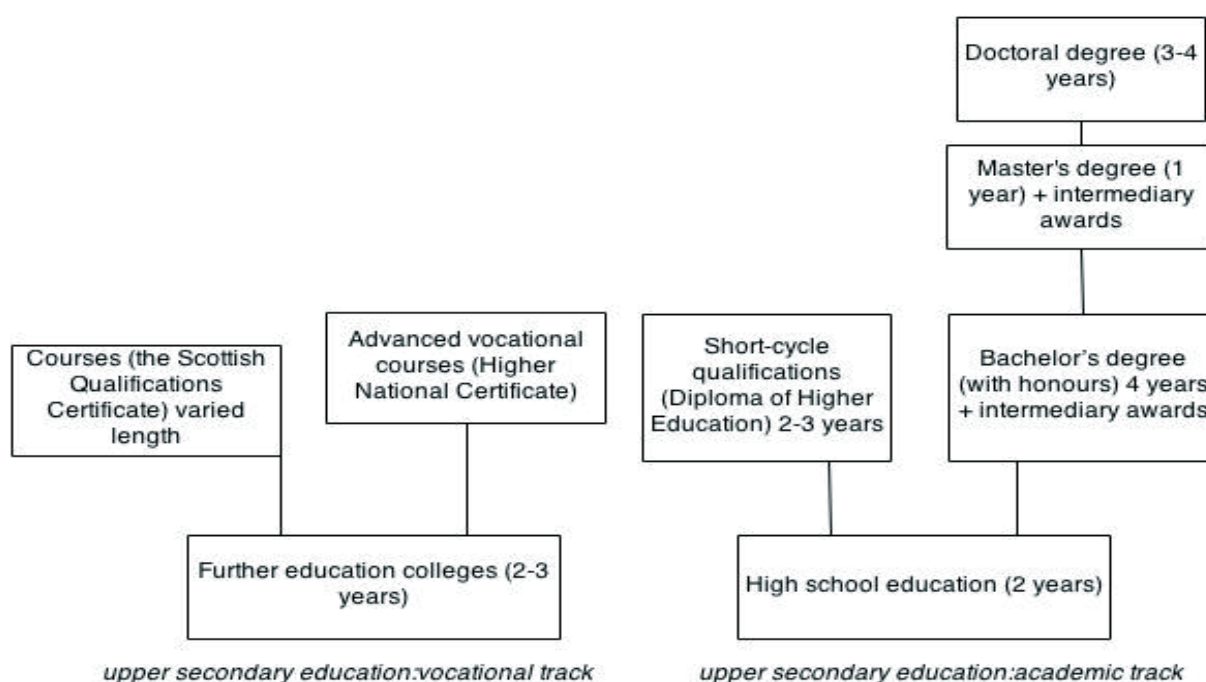 Doctoral degree (3-4
years)
Master's degree (1
year) + intermediary
awards
Courses (the Scottish
Qualifications
Certificate) varied
length
Advanced vocational
courses (Higher
National Certificate)
Short-cycle
qualifications
(Diploma of Higher
Education) 2-3 years
Bachelor's degree
(with honours) 4 years
+ intermediary awards
Further education colleges (2-3
years)
High school education (2 years)
upper secondary education:vocational track
upper secondary education:academic track